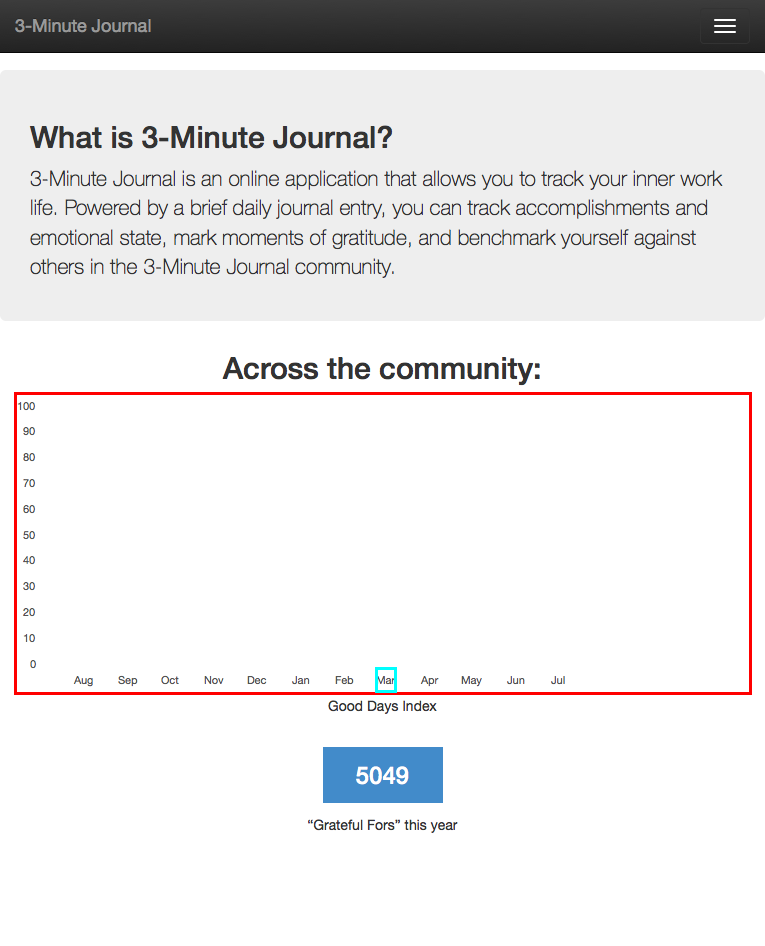 3-Minute Journal
What is 3-Minute Journal?
3-Minute Journal is an online application that allows you to track your inner work
life. Powered by a brief daily journal entry, you can track accomplishments and
emotional state, mark moments of gratitude, and benchmark yourself against
others in the 3-Minute Journal community.
Across the community:
100
90
80
70
60
50
40
30
20
10
0
Aug Sep Oct Nov Dec Jan Feb Mar Apr May Jun Jul
Good Days Index
5049
“Grateful Fors” this year